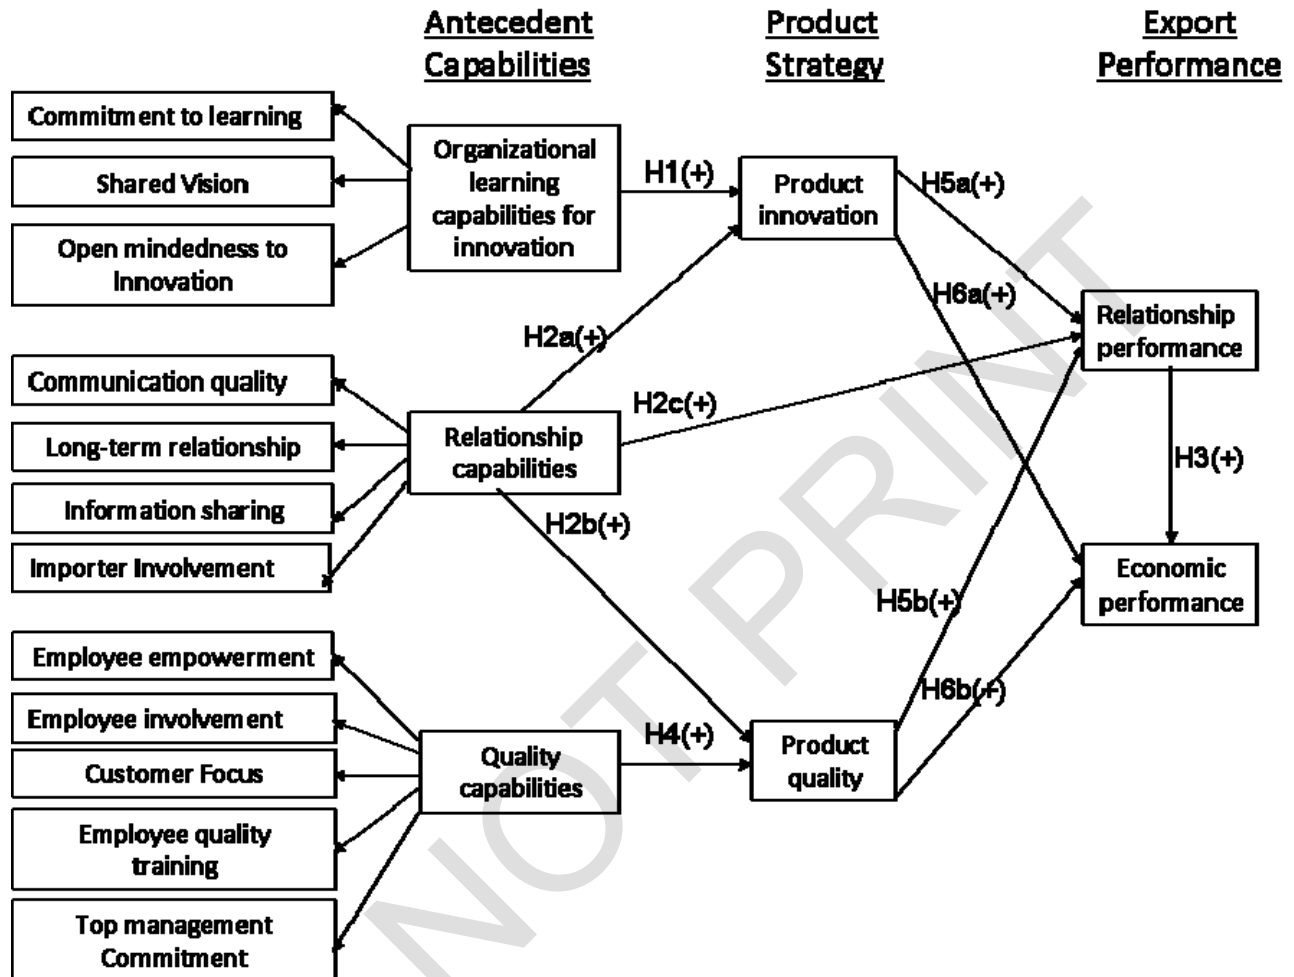 Antecedent
Capabilities
Product
Strategy
Export
Performance
Commitment to learning
Shared Vision
Open mindedness to
Innovation
Organizational
learning
capabilities for
innovation
H1(+)
Product
innovation
H5a(+)
H6a(+)
Relationship
performance
H2a(+)
H2c(+)
Communication quality
Long-term relationship
Information sharing
Importer Involvement
Relationship
capabilities
H2b(+)
H3(+)
Economic
performance
H5b(+)
H6b(+)
Employee empowerment
Employee involvement
Customer Focus
Employee quality
training
Top management
Commitment
Quality
capabilities
H4(+)
Product
quality
NOT PRINT